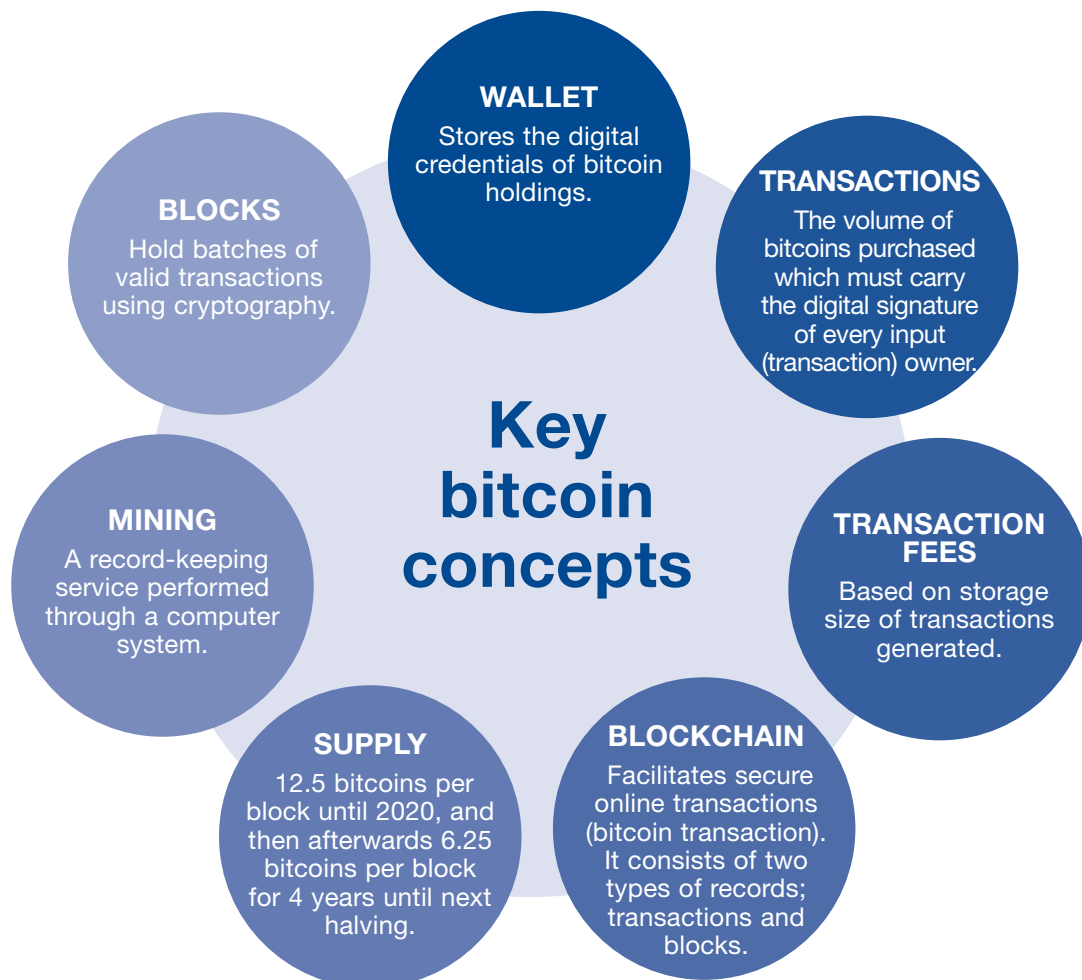 Key
bitcoin
concepts
WALLET
Stores the digital
credentials of bitcoin
holdings.
TRANSACTIONS
The volume of
bitcoins purchased
which must carry
the digital signature
of every input
(transaction) owner.
TRANSACTION
FEES
Based on storage
size of transactions
generated.
BLOCKCHAIN
Facilitates secure
online transactions
(bitcoin transaction).
It consists of two
types of records;
transactions and
blocks.
SUPPLY
12.5 bitcoins per
block until 2020, and
then afterwards 6.25
bitcoins per block
for 4 years until next
halving.
MINING
A record-keeping
service performed
through a computer
system.
BLOCKS
Hold batches of
valid transactions
using cryptography.